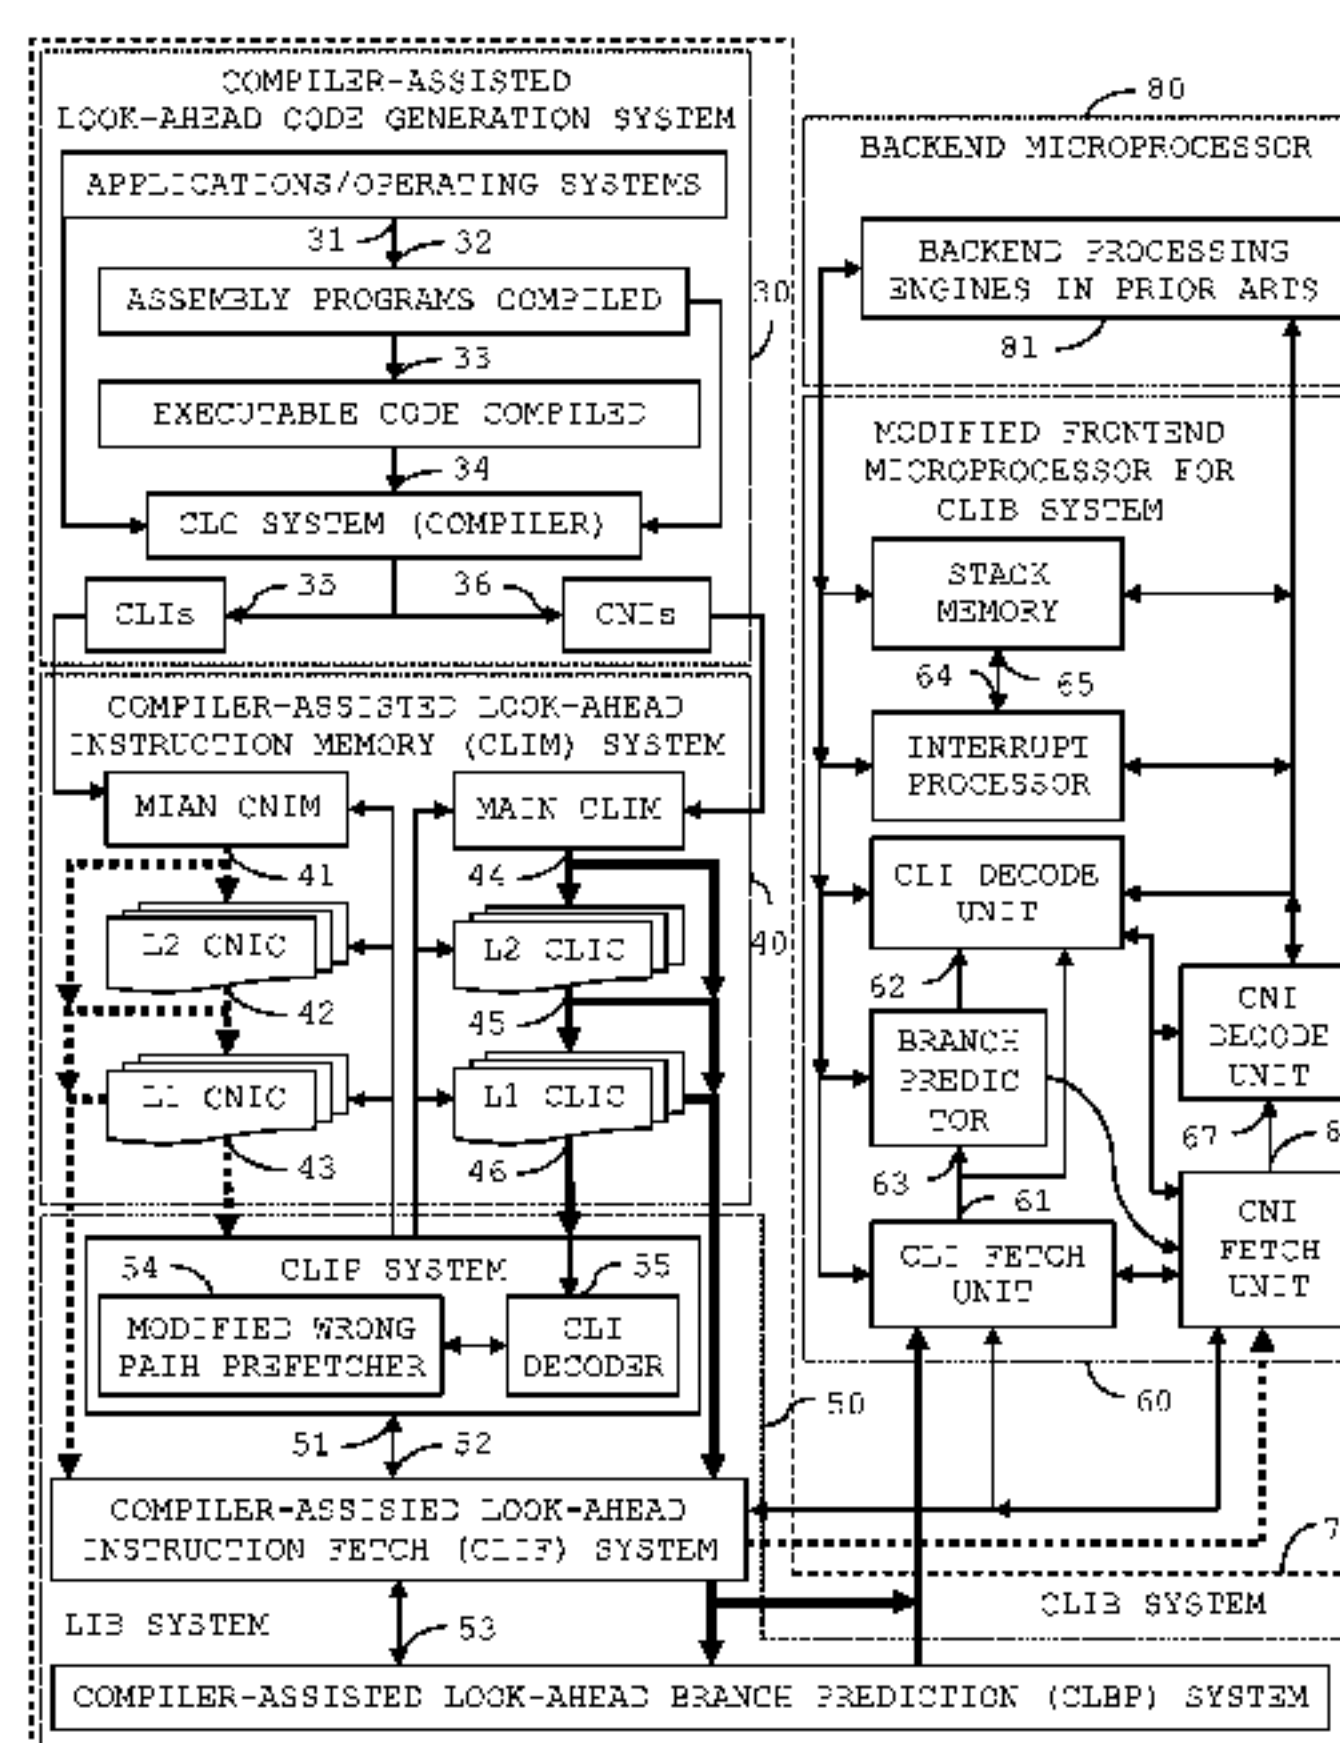 COMPILER-ASSISTED
LOOK-AHEAD CODE GENERATION SYSTEM
APPLICATIONS/OPERATING SYSTEMS
31
32
ASSEMBLY PROGRAMS COMPILED
30
33
EXECUTABLE CODE COMPILED
34
CLC SYSTEM (COMPILER)
35
36
CLIs
CNIs
COMPILER-ASSISTED LOOK-AHEAD
INSTRUCTION MEMORY (CLIM) SYSTEM
MIAN CNIM
MAIN CLIM
41
44
40
L2 CNIC
L2 CLIC
42
45
L1 CNIC
L1 CLIC
43
46
54
CLIP SYSTEM
55
MODIFIED WRONG
PATH PREFETCHER
CLI
DECODER
50
51
52
COMPILER-ASSISTED LOOK-AHEAD
INSTRUCTION FETCH (CLIF) SYSTEM
LIB SYSTEM
53
COMPILER-ASSISTED LOOK-AHEAD BRANCH PREDICTION (CLBP) SYSTEM
80
BACKEND MICROPROCESSOR
BACKEND PROCESSING
ENGINES IN PRIOR ARTS
81
MODIFIED FRONTEND
MICROPROCESSOR FOR
CLIB SYSTEM
STACK
MEMORY
64
65
INTERRUPT
PROCESSOR
CLI DECODE
UNIT
62
CNI
DECODE
UNIT
BRANCH
PREDIC
TOR
67
6
63
61
CNI
FETCH
UNIT
CLI FETCH
UNIT
60
7
CLIB SYSTEM